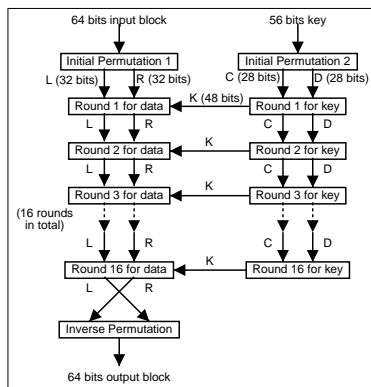 64 bits input block
56 bits key
Initial Permutation 1
Initial Permutation 2
L (32 bits)
R (32 bits)
C (28 bits)
D (28 bits)
Round 1 for data
K (48 bits)
Round 1 for key
L
R
C
D
Round 2 for data
K
Round 2 for key
L
R
C
D
Round 3 for data
K
Round 3 for key
(16 rounds
in total)
L
R
C
D
Round 16 for data
K
Round 16 for key
L
R
Inverse Permutation
64 bits output block